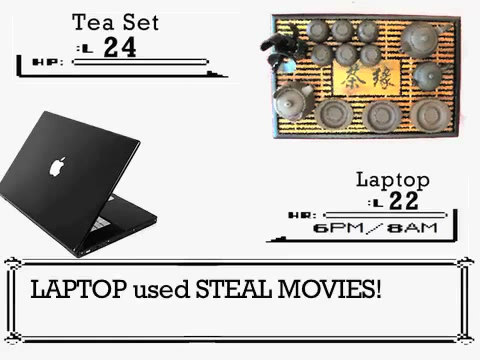 Tea Set
:L 24
HP:
茶缘
Laptop
:L 22
HP:
6PM/8AM
LAPTOP used STEAL MOVIES!